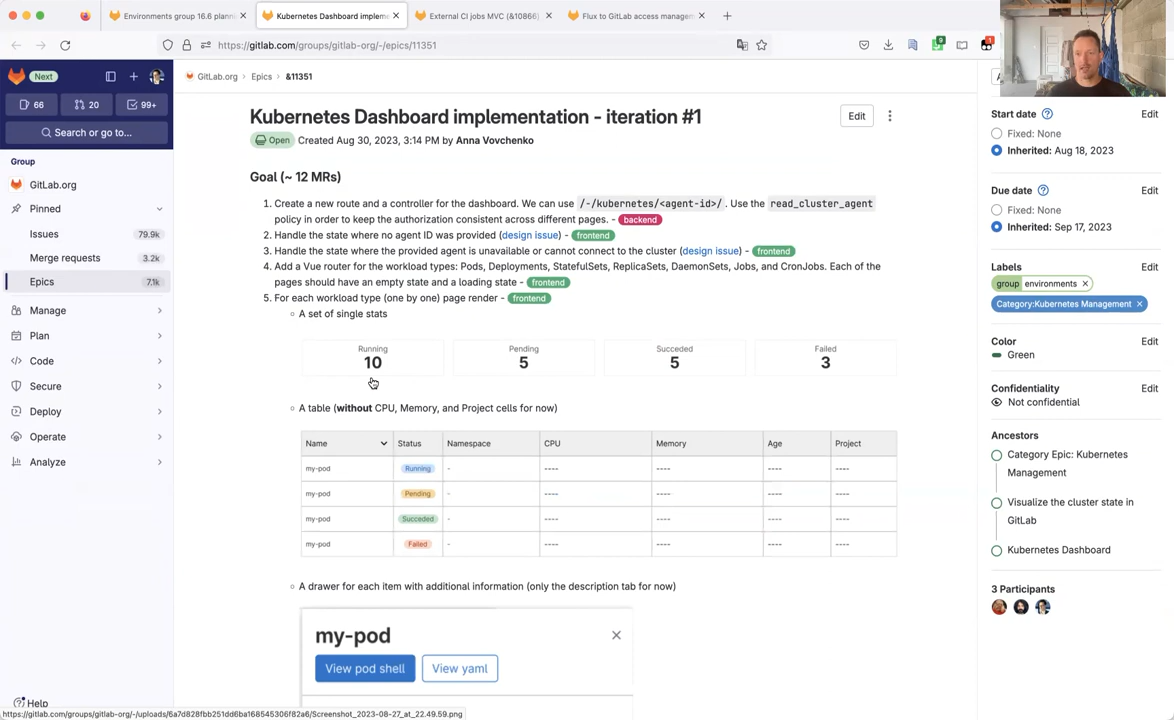 Environments group 16.6 plann
Kubernetes Dashboard implem
External CI jobs MVC (&10866)
Flux to GitLab access managem
https://gitlab.com/groups/gitlab-org/-/epics/11351
9
1
Next
66
20
99+
Search or go to...
Group
GitLab.org
Pinned
Issues 79.9k
Merge requests 3.2k
Epics 7.1k
Manage
Plan
Code
Secure
Deploy
Operate
Analyze
Help
GitLab.org > Epics > &11351
Kubernetes Dashboard implementation - iteration #1
Edit
Open Created Aug 30, 2023, 3:14 PM by Anna Vovchenko
Goal (~ 12 MRs)
1. Create a new route and a controller for the dashboard. We can use /-/kubernetes/<agent-id>/ . Use the read_cluster_agent
policy in order to keep the authorization consistent across different pages. - backend
2. Handle the state where no agent ID was provided (design issue) - frontend
3. Handle the state where the provided agent is unavailable or cannot connect to the cluster (design issue) - frontend
4. Add a Vue router for the workload types: Pods, Deployments, StatefulSets, ReplicaSets, DaemonSets, Jobs, and CronJobs. Each of the
pages should have an empty state and a loading state - frontend
5. For each workload type (one by one) page render - frontend
A set of single stats
Running Pending Succeded Failed
10 5 5 3
A table (without CPU, Memory, and Project cells for now)
Name Status Namespace CPU Memory Age Project
my-pod Running - ---- ---- ---- ----
my-pod Pending - ---- ---- ---- ----
my-pod Succeded - ---- ---- ---- ----
my-pod Failed - ---- ---- ---- ----
A drawer for each item with additional information (only the description tab for now)
my-pod
View pod shell View yaml
Start date Edit
Fixed: None
Inherited: Aug 18, 2023
Due date Edit
Fixed: None
Inherited: Sep 17, 2023
Labels Edit
group environments
Category:Kubernetes Management
Color Edit
Green
Confidentiality Edit
Not confidential
Ancestors
Category Epic: Kubernetes
Management
Visualize the cluster state in
GitLab
Kubernetes Dashboard
3 Participants
https://gitlab.com/groups/gitlab-org/-/uploads/6a7d828fbb251dd6ba168545306f82a6/Screenshot_2023-08-27_at_22.49.59.png